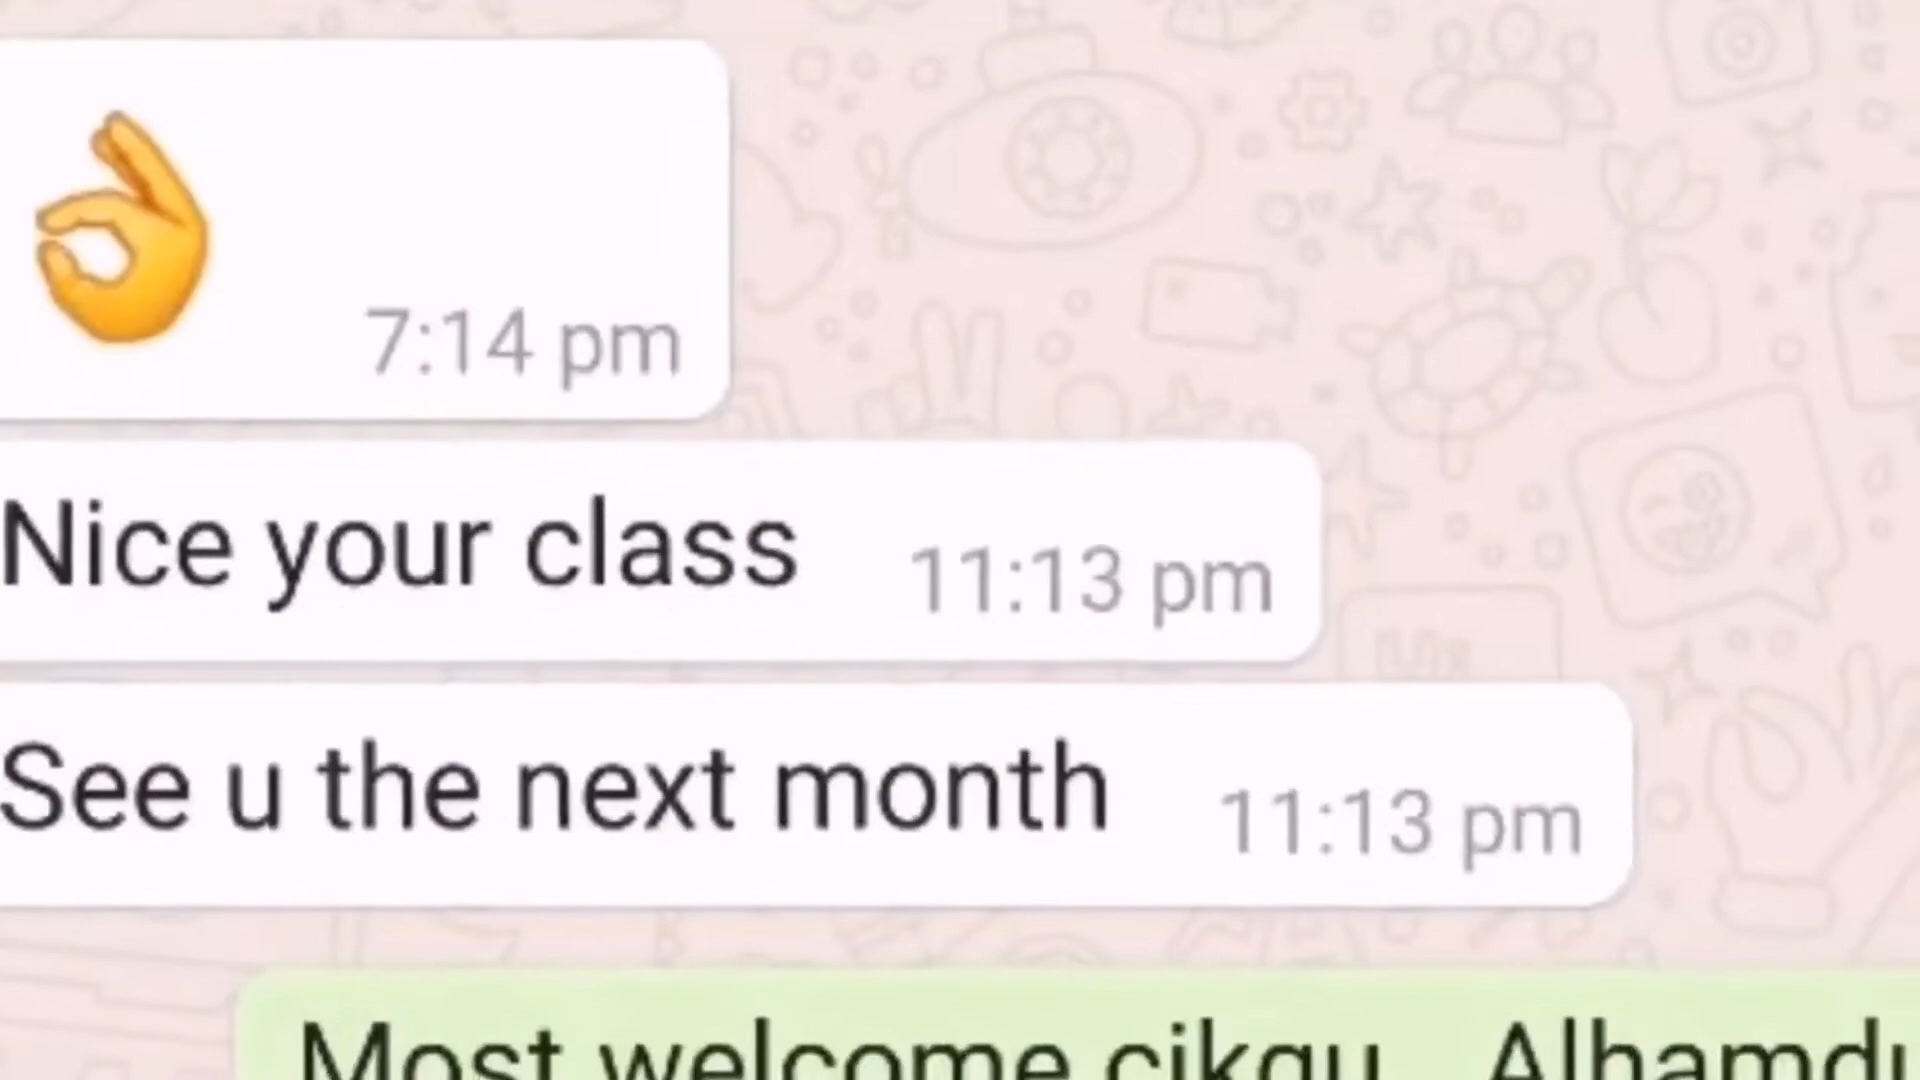 👌 7:14 pm
Nice your class 11:13 pm
See u the next month 11:13 pm
Most welcome cikgu